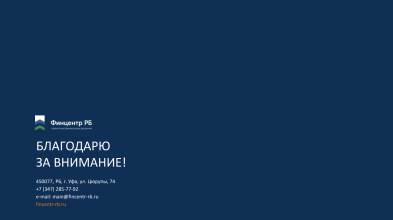 Финцентр РБ
БЛАГОДАРЮ
ЗА ВНИМАНИЕ!
450077, РБ, г. Уфа, ул. Цюрупы, 74
+7 (347) 285-77-92
e-mail: mam@fincentr-rb.ru
fincentr-rb.ru